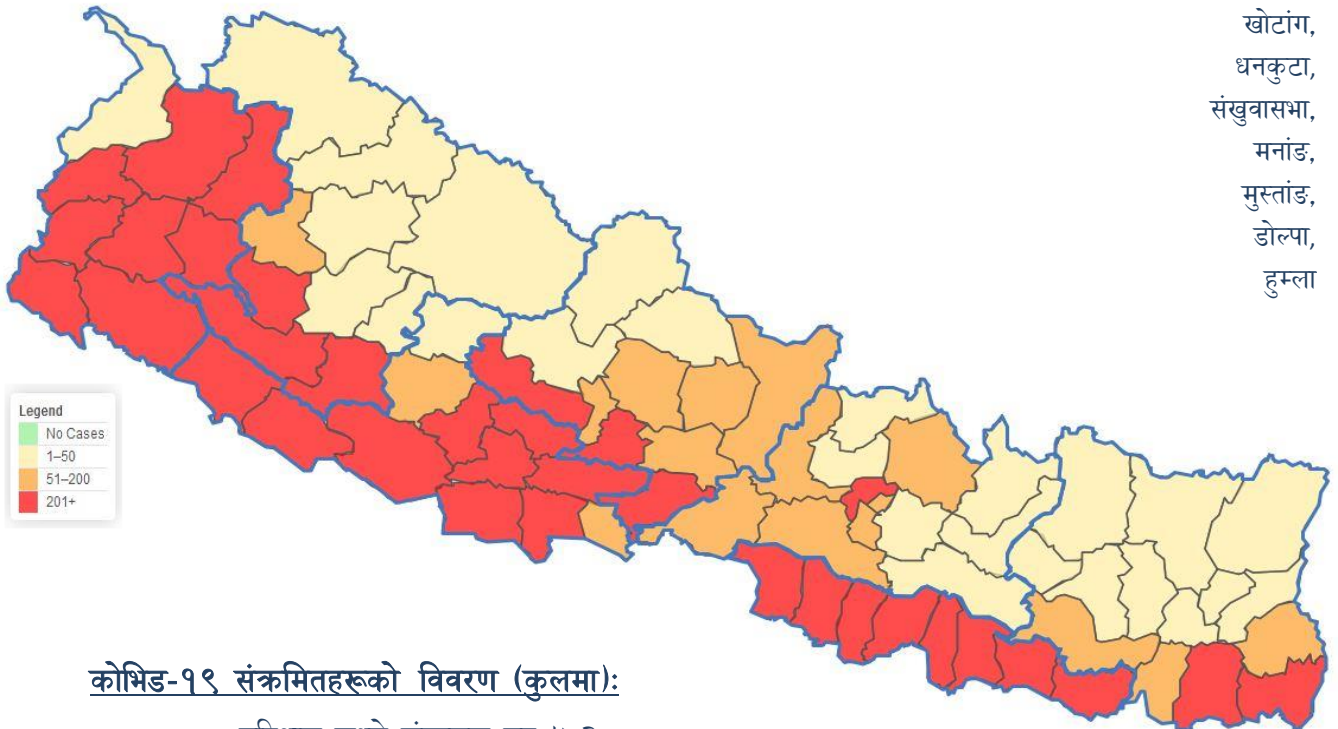 खोटांग,
धनकुटा,
संखुवासभा,
मनांङ,
मुस्तांङ,
डोल्पा,
हुम्ला
Legend
No Cases
1–50
51–200
201+
कोभिड-१९ संक्रमितहरूको विवरण (कुलमा):